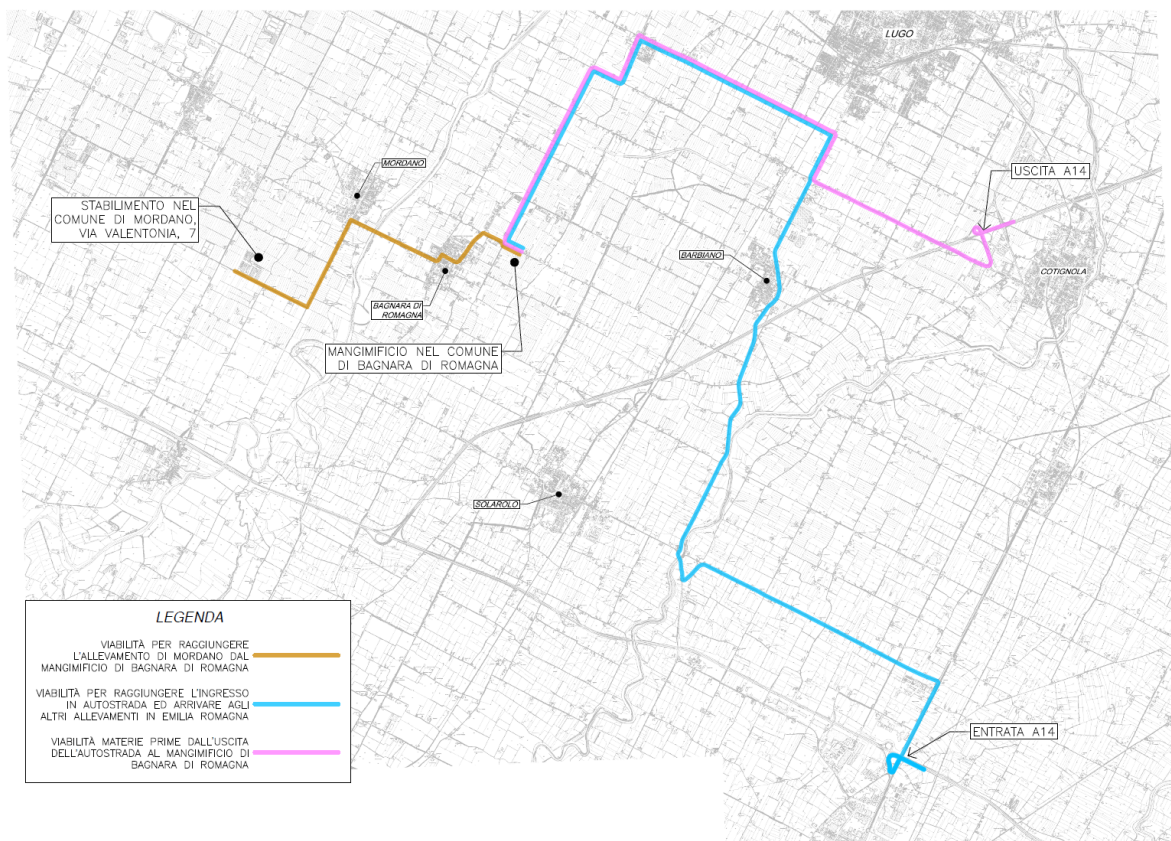 LUGO
MORDANO
USCITA A14
STABILIMENTO NEL
COMUNE DI MORDANO,
VIA VALENTONIA, 7
BARBIANO
COTIGNOLA
BAGNARA DI
ROMAGNA
MANGIMIFICIO NEL COMUNE
DI BAGNARA DI ROMAGNA
SOLAROLO
LEGENDA
VIABILITÀ PER RAGGIUNGERE
L'ALLEVAMENTO DI MORDANO DAL
MANGIMIFICIO DI BAGNARA DI ROMAGNA
VIABILITÀ PER RAGGIUNGERE L'INGRESSO
IN AUTOSTRADA ED ARRIVARE AGLI
ALTRI ALLEVAMENTI IN EMILIA ROMAGNA
VIABILITÀ MATERIE PRIME DALL'USCITA
DELL'AUTOSTRADA AL MANGIMIFICIO DI
BAGNARA DI ROMAGNA
ENTRATA A14